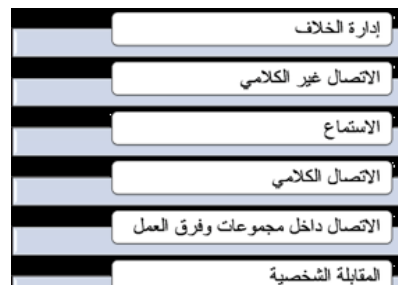 إدارة الخلاف
الاتصال غير الكلامي
الاستماع
الاتصال الكلامي
الاتصال داخل مجموعات وفرق العمل
المقابلة الشخصية